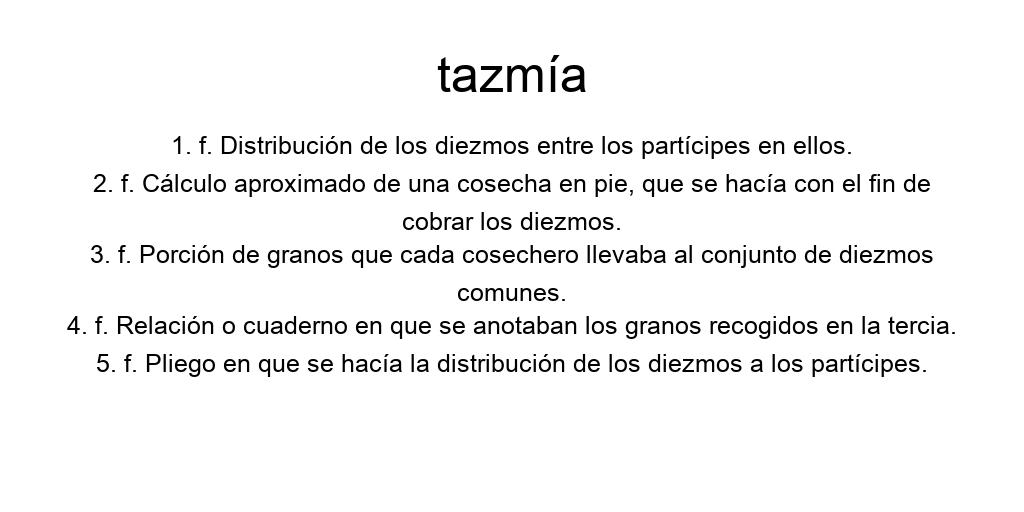 tazmía
1. f. Distribución de los diezmos entre los partícipes en ellos.
2. f. Cálculo aproximado de una cosecha en pie, que se hacía con el fin de
cobrar los diezmos.
3. f. Porción de granos que cada cosechero llevaba al conjunto de diezmos
comunes.
4. f. Relación o cuaderno en que se anotaban los granos recogidos en la tercia.
5. f. Pliego en que se hacía la distribución de los diezmos a los partícipes.